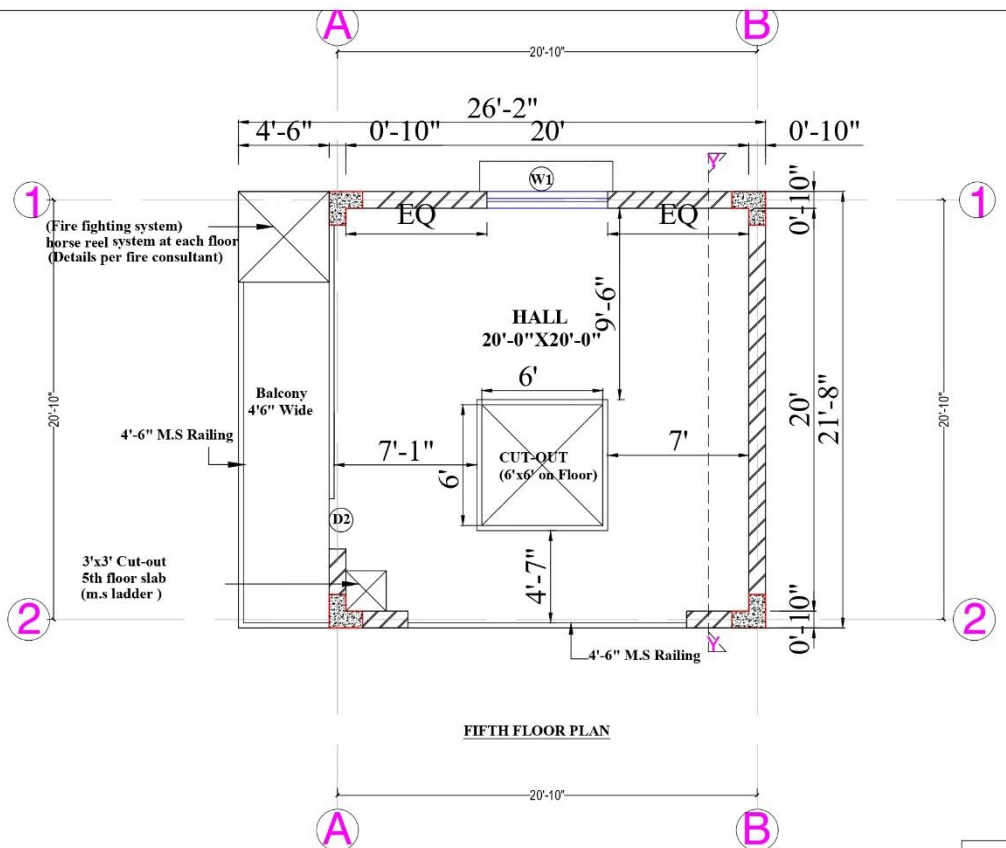 A
B
20'-10"
26'-2"
4'-6"
0'-10"
20'
0'-10"
Y
W1
1
1
EQ
EQ
0'-10"
(Fire fighting system)
horse reel system at each floor
(Details per fire consultant)
9'-6"
HALL
20'-0"X20'-0"
6'
Balcony
4'6" Wide
20'-10"
20'
21'-8"
20'-10"
4'-6" M.S Railing
7'-1"
6'
CUT-OUT
(6'x6' on Floor)
7'
D2
3'x3' Cut-out
5th floor slab
(m.s ladder )
4'-7"
2
2
0'-10"
Y
4'-6" M.S Railing
FIFTH FLOOR PLAN
20'-10"
A
B